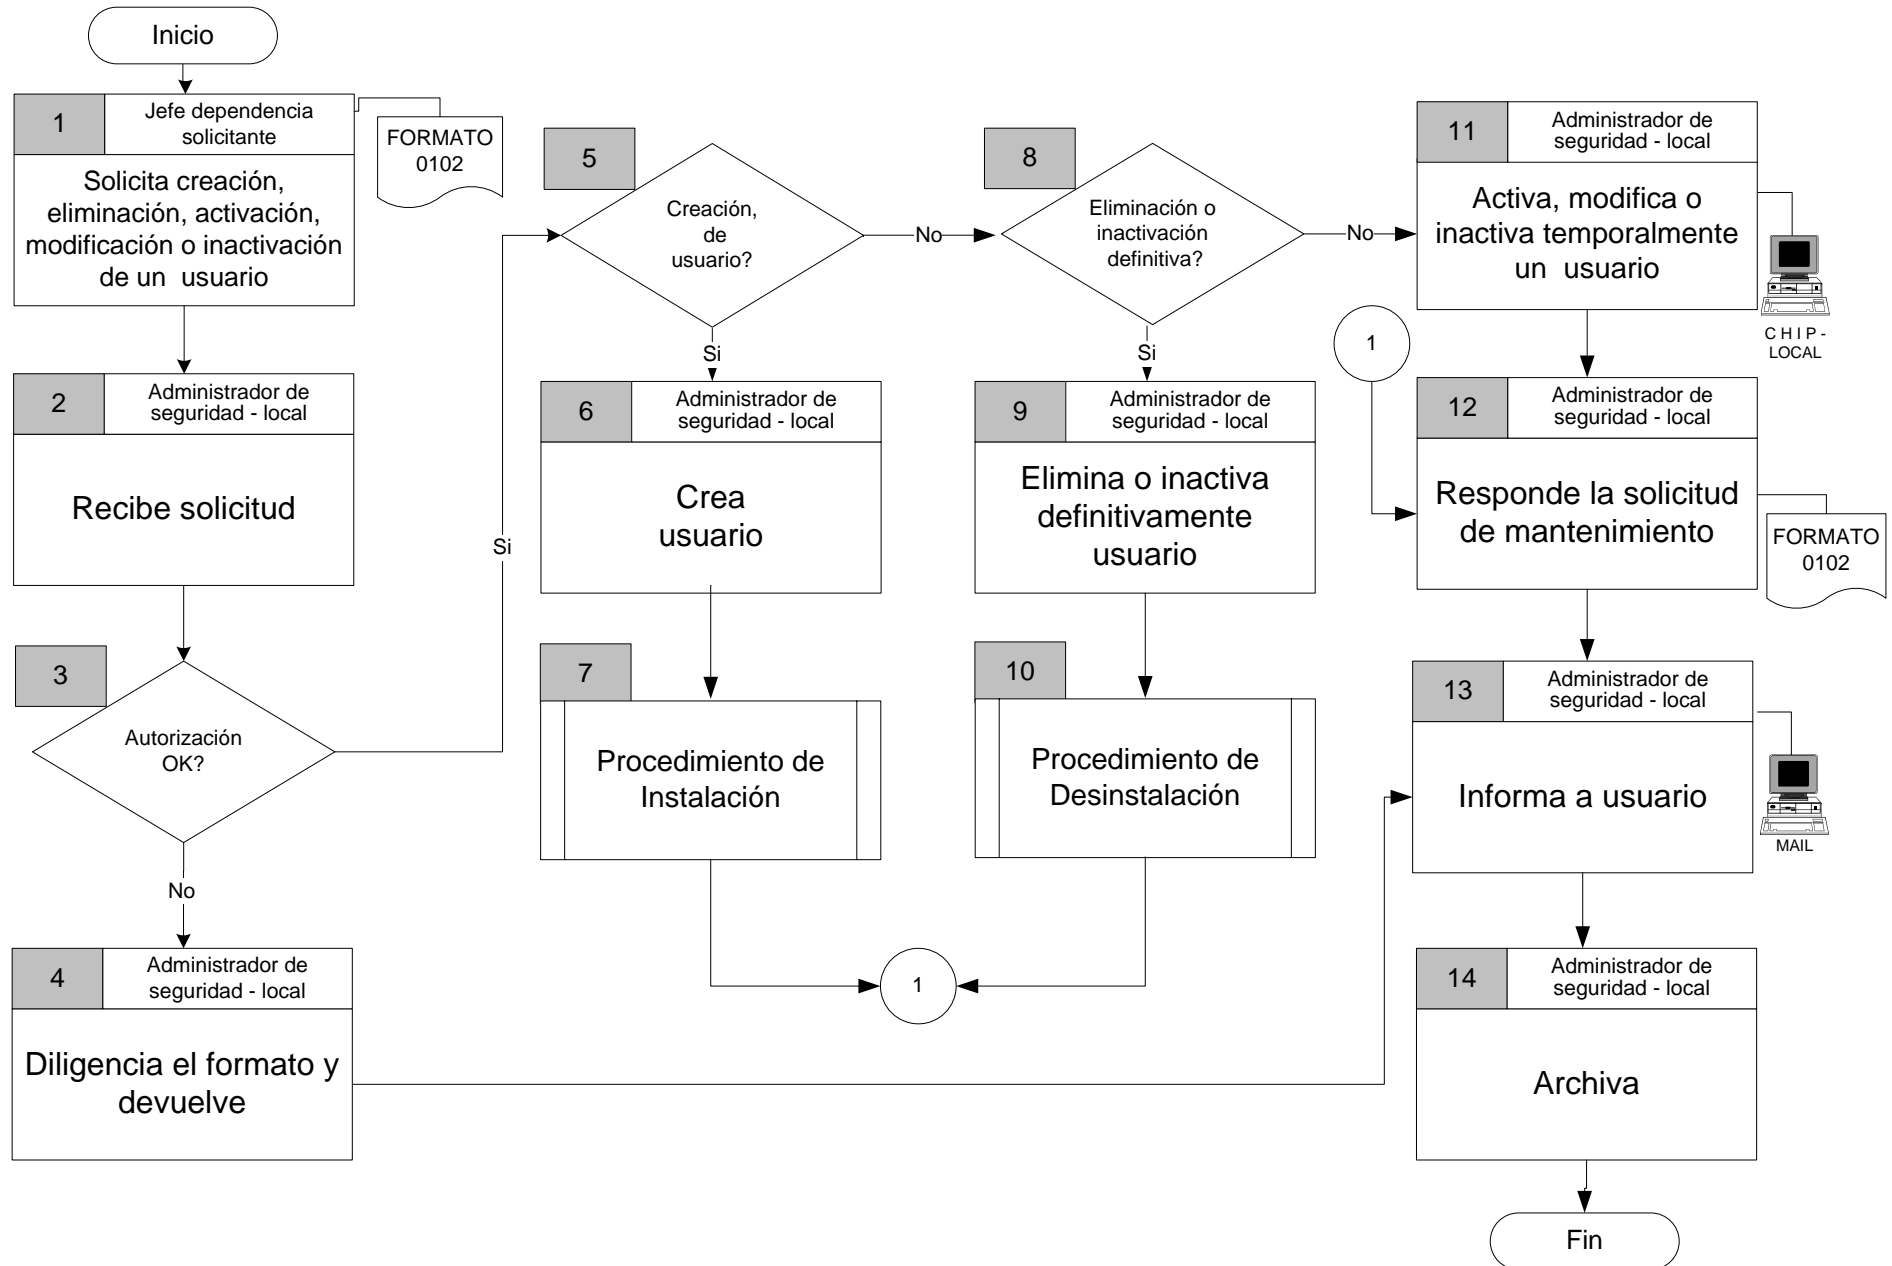 Inicio
1
Jefe dependencia
solicitante
FORMATO
0102
Solicita creación,
eliminación, activación,
modificación o inactivación
de un  usuario
2
Administrador de
seguridad - local
Recibe solicitud
3
Autorización
OK?
Si
No
4
Administrador de
seguridad - local
Diligencia el formato y
devuelve
5
Creación,
de
usuario?
No
Si
6
Administrador de
seguridad - local
Crea
usuario
7
Procedimiento de
Instalación
1
8
Eliminación o
inactivación
definitiva?
No
Si
9
Administrador de
seguridad - local
Elimina o inactiva
definitivamente
usuario
10
Procedimiento de
Desinstalación
11
Administrador de
seguridad - local
Activa, modifica o
inactiva temporalmente
un  usuario
C H I P -
LOCAL
1
12
Administrador de
seguridad - local
Responde la solicitud
de mantenimiento
FORMATO
0102
13
Administrador de
seguridad - local
Informa a usuario
MAIL
14
Administrador de
seguridad - local
Archiva
Fin